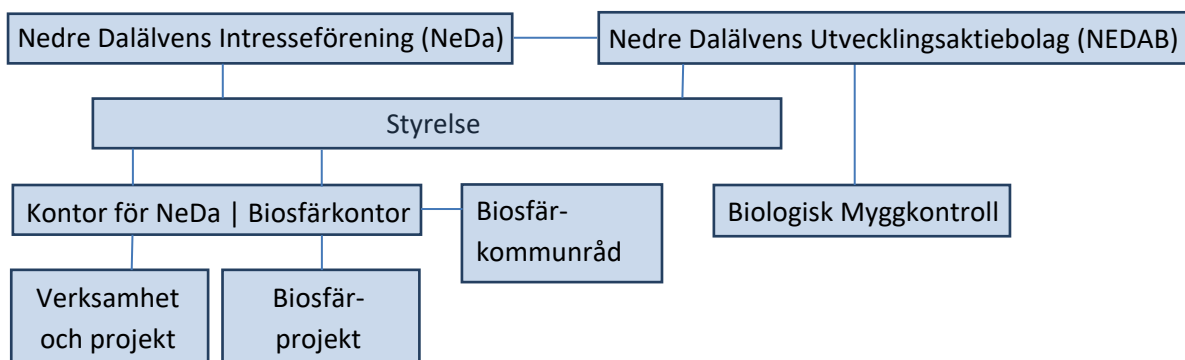 Nedre Dalälvens Intresseförening (NeDa)
Nedre Dalälvens Utvecklingsaktiebolag (NEDAB)
Styrelse
Kontor för NeDa | Biosfärkontor
Biosfär-
kommunråd
Biologisk Myggkontroll
Verksamhet
och projekt
Biosfär-
projekt